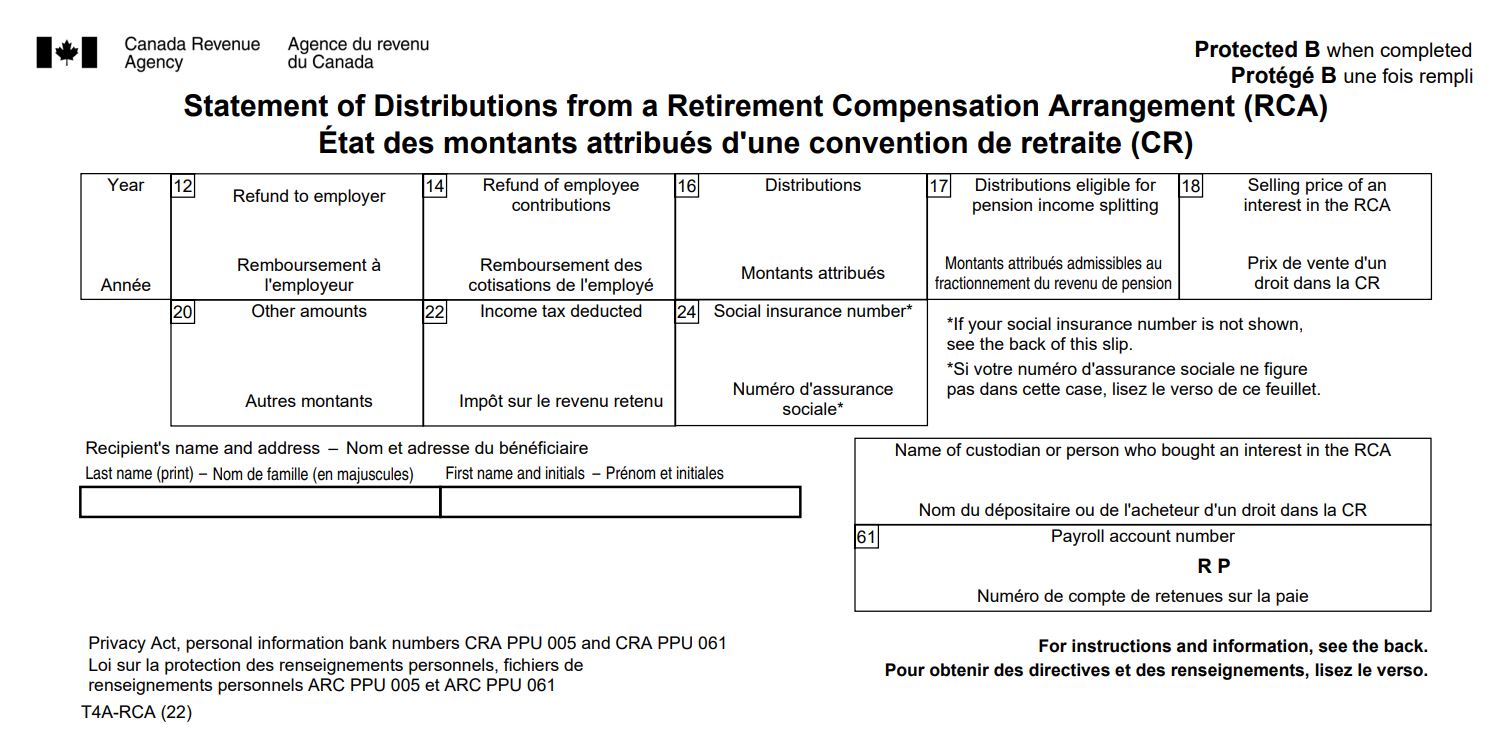 Canada Revenue Agency
Agence du revenu du Canada
Protected B when completed
Protégé B une fois rempli
Statement of Distributions from a Retirement Compensation Arrangement (RCA)
État des montants attribués d'une convention de retraite (CR)
Year
Année
12
Refund to employer
Remboursement à
l'employeur
14
Refund of employee
contributions
Remboursement des
cotisations de l'employé
16
Distributions
Montants attribués
17
Distributions eligible for
pension income splitting
Montants attribués admissibles au
fractionnement du revenu de pension
18
Selling price of an
interest in the RCA
Prix de vente d'un
droit dans la CR
20
Other amounts
Autres montants
22
Income tax deducted
Impôt sur le revenu retenu
24
Social insurance number*
Numéro d'assurance
sociale*
*If your social insurance number is not shown,
see the back of this slip.
*Si votre numéro d'assurance sociale ne figure
pas dans cette case, lisez le verso de ce feuillet.
Recipient's name and address – Nom et adresse du bénéficiaire
Last name (print) – Nom de famille (en majuscules)
First name and initials – Prénom et initiales
Name of custodian or person who bought an interest in the RCA
Nom du dépositaire ou de l'acheteur d'un droit dans la CR
61
Payroll account number
R P
Numéro de compte de retenues sur la paie
Privacy Act, personal information bank numbers CRA PPU 005 and CRA PPU 061
Loi sur la protection des renseignements personnels, fichiers de
renseignements personnels ARC PPU 005 et ARC PPU 061
T4A-RCA (22)
For instructions and information, see the back.
Pour obtenir des directives et des renseignements, lisez le verso.